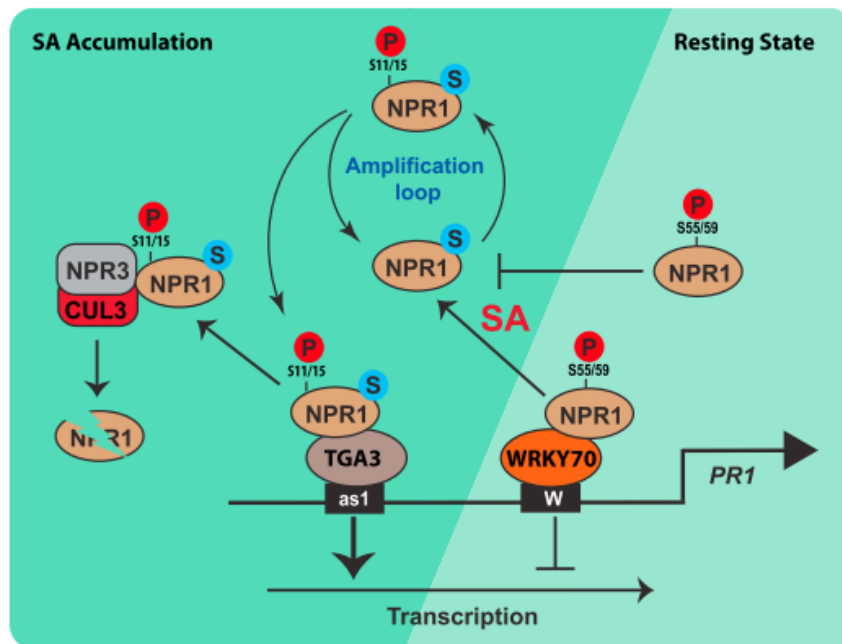 SA Accumulation
Resting State
P
S11/15
S
NPR1
Amplification
loop
S
NPR1
P
S55/59
NPR1
P
S11/15
S
NPR3
NPR1
CUL3
SA
P
S11/15
S
NPR1
P
S55/59
NPR1
NPR1
TGA3
WRKY70
as1
W
PR1
Transcription